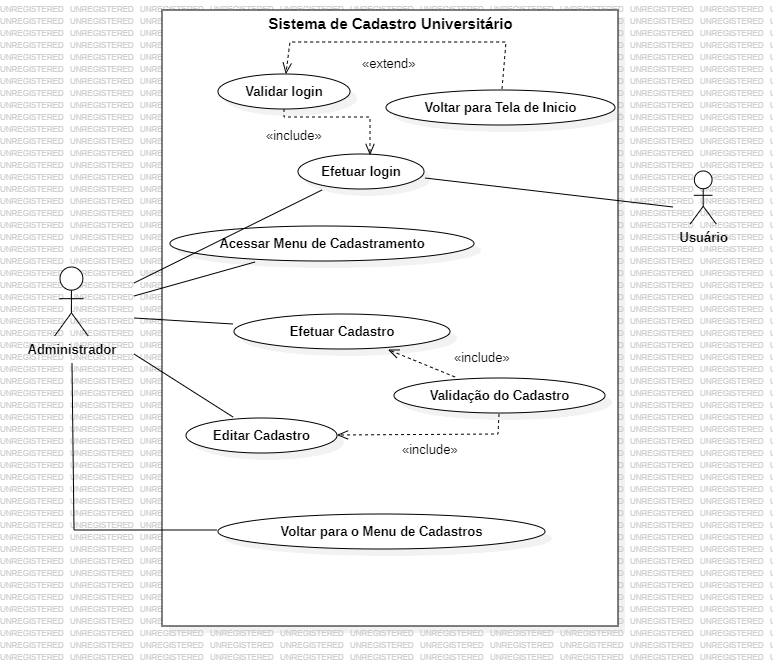 Sistema de Cadastro Universitário
«extend»
Validar login
Voltar para Tela de Inicio
«include»
Efetuar login
Usuário
Acessar Menu de Cadastramento
Administrador
Efetuar Cadastro
«include»
Validação do Cadastro
Editar Cadastro
«include»
Voltar para o Menu de Cadastros
UNREGISTERED